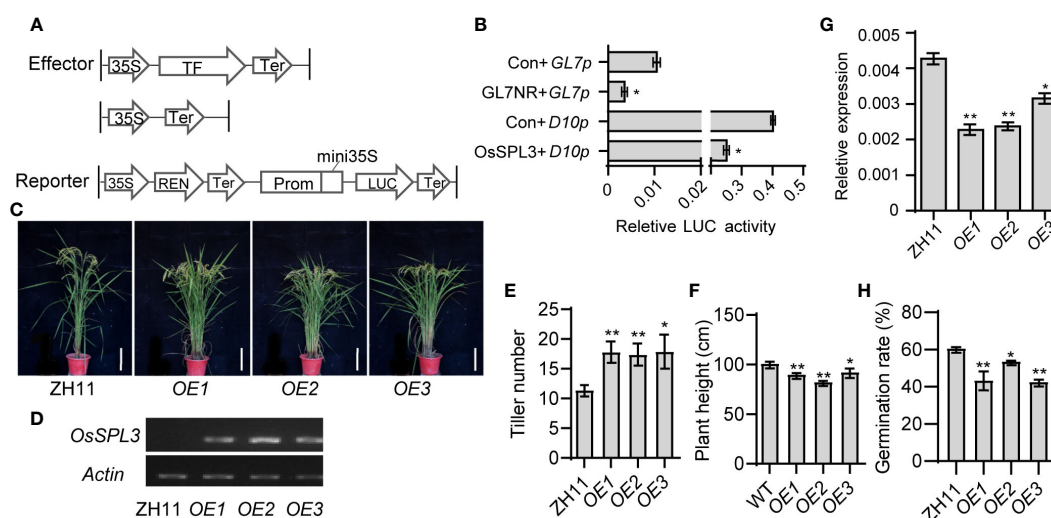 A
Effector
35S TF Ter
35S Ter
mini35S
Reporter
35S REN Ter Prom LUC Ter
B
Con+GL7p
GL7NR+GL7p
*
Con+D10p
OsSPL3+D10p
*
0 0.01 0.02 0.3 0.4 0.5
Reletive LUC activity
C
ZH11 OE1 OE2 OE3
D
OsSPL3
Actin
ZH11 OE1 OE2 OE3
E
Tiller number
25
20
15
10
5
0
** ** *
ZH11 OE1 OE2 OE3
F
Plant height (cm)
150
100
50
0
** ** *
WT OE1 OE2 OE3
G
Reletive expression
0.005
0.004
0.003
0.002
0.001
0
** ** *
ZH11 OE1 OE2 OE3
H
Germination rate (%)
80
60
40
20
0
** * **
ZH11 OE1 OE2 OE3